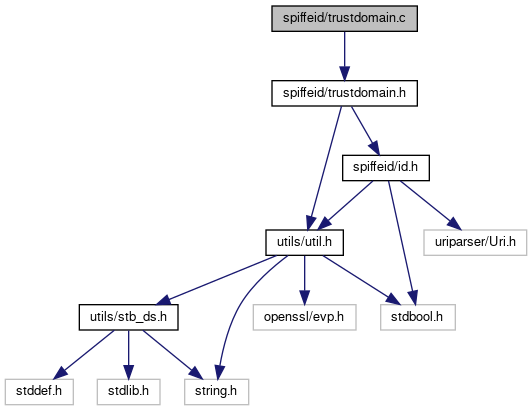 spiffeid/trustdomain.c
spiffeid/trustdomain.h
spiffeid/id.h
utils/util.h
uriparser/Uri.h
utils/stb_ds.h
openssl/evp.h
stdbool.h
stddef.h
stdlib.h
string.h